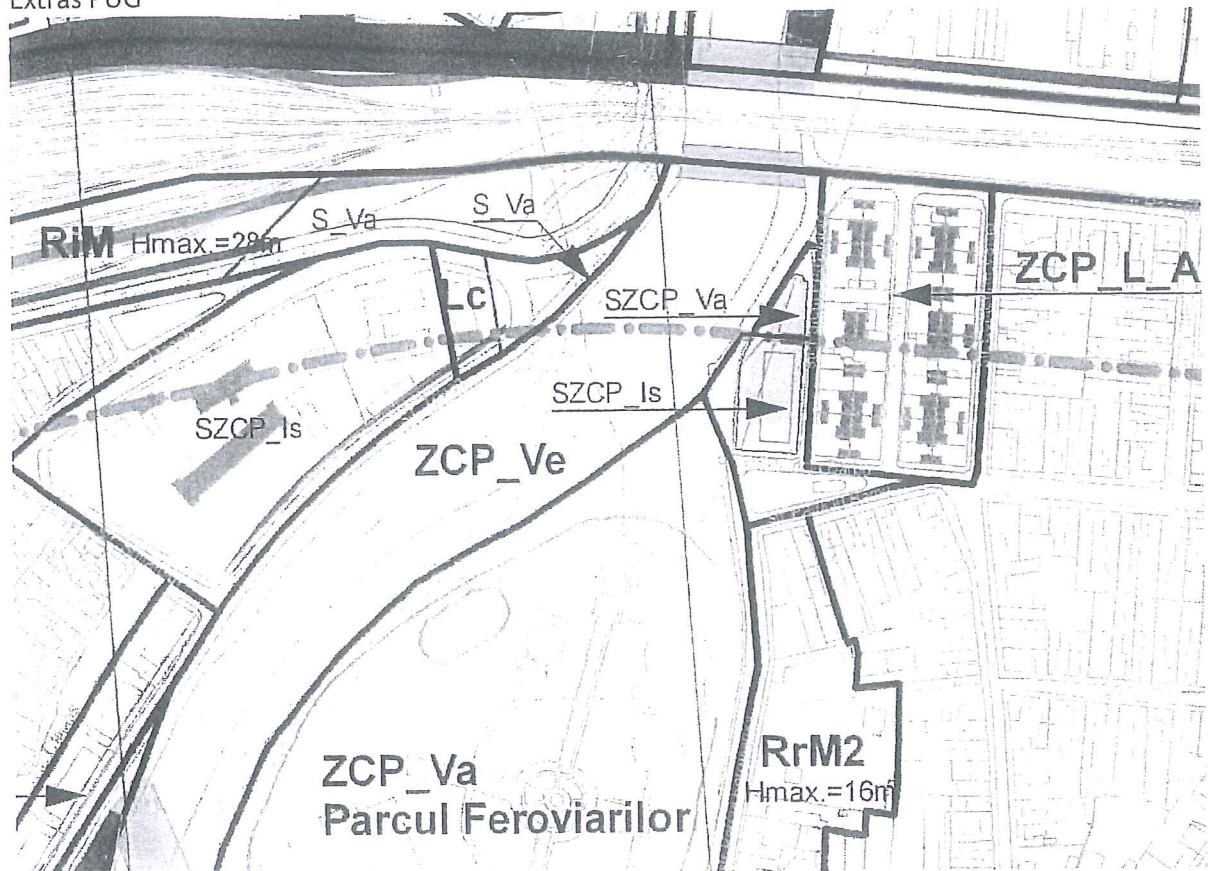 Extras PUG
S_Va
S_Va
RiM Hmax.=28m
ZCP_L_A
Lc
SZCP_Va
SZCP_Is
SZCP_Is
ZCP_Ve
RrM2
Hmax.=16m
ZCP_Va
Parcul Feroviarilor